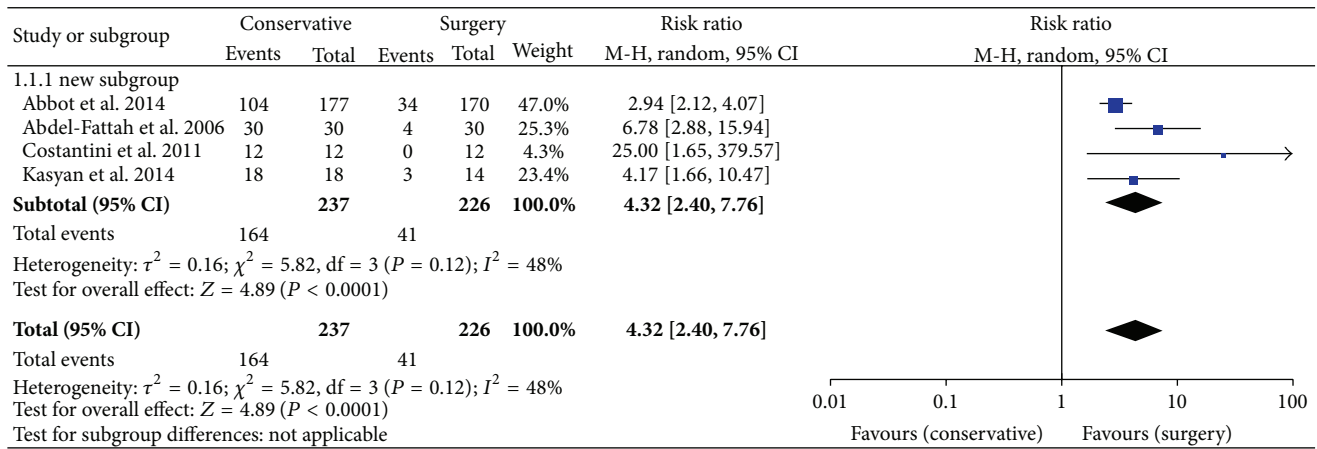 Study or subgroup Conservative Surgery Weight Risk ratio Risk ratio
Events Total Events Total M-H, random, 95% CI M-H, random, 95% CI
1.1.1 new subgroup
Abbot et al. 2014 104 177 34 170 47.0% 2.94 [2.12, 4.07]
Abdel-Fattah et al. 2006 30 30 4 30 25.3% 6.78 [2.88, 15.94]
Costantini et al. 2011 12 12 0 12 4.3% 25.00 [1.65, 379.57]
Kasyan et al. 2014 18 18 3 14 23.4% 4.17 [1.66, 10.47]
Subtotal (95% CI) 237 226 100.0% 4.32 [2.40, 7.76]
Total events 164 41
Heterogeneity: τ² = 0.16; χ² = 5.82, df = 3 (P = 0.12); I² = 48%
Test for overall effect: Z = 4.89 (P < 0.0001)
Total (95% CI) 237 226 100.0% 4.32 [2.40, 7.76]
Total events 164 41
Heterogeneity: τ² = 0.16; χ² = 5.82, df = 3 (P = 0.12); I² = 48%
Test for overall effect: Z = 4.89 (P < 0.0001)
Test for subgroup differences: not applicable
0.01 0.1 1 10 100
Favours (conservative) Favours (surgery)